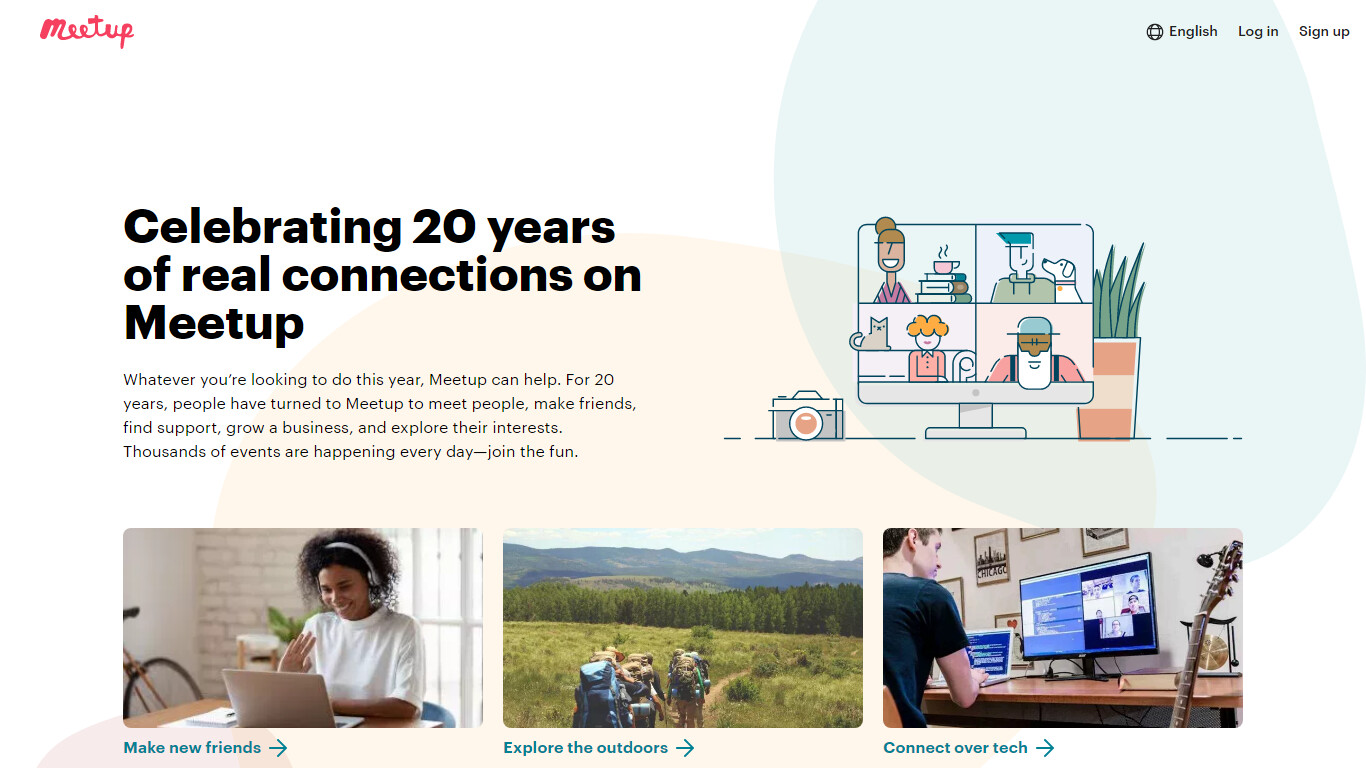 meetup
English
Log in
Sign up
Celebrating 20 years
of real connections on
Meetup
Whatever you’re looking to do this year, Meetup can help. For 20
years, people have turned to Meetup to meet people, make friends,
find support, grow a business, and explore their interests.
Thousands of events are happening every day—join the fun.
CHICAGO
Make new friends
Explore the outdoors
Connect over tech